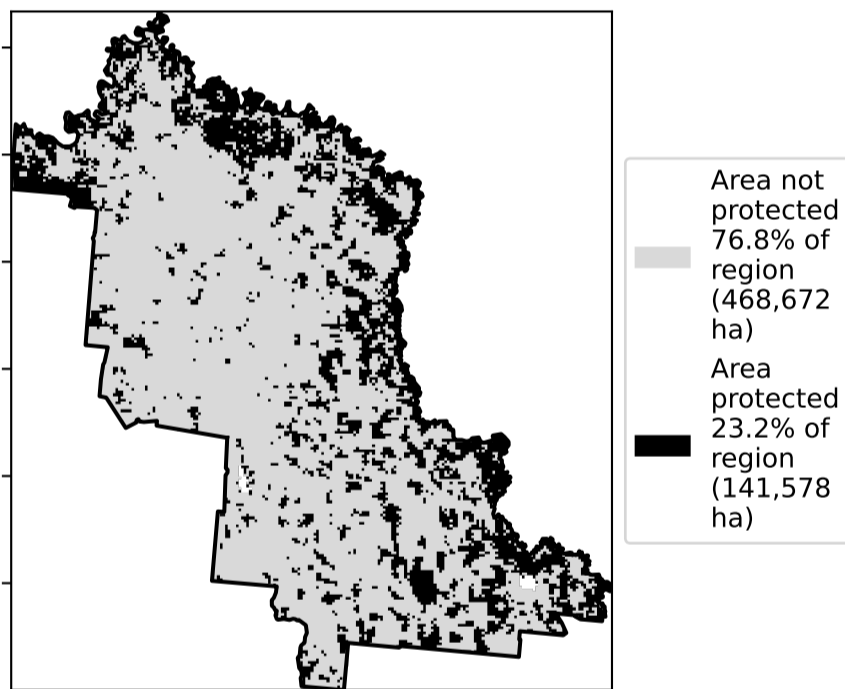 Area not
protected
76.8% of
region
(468,672
ha)
Area
protected
23.2% of
region
(141,578
ha)